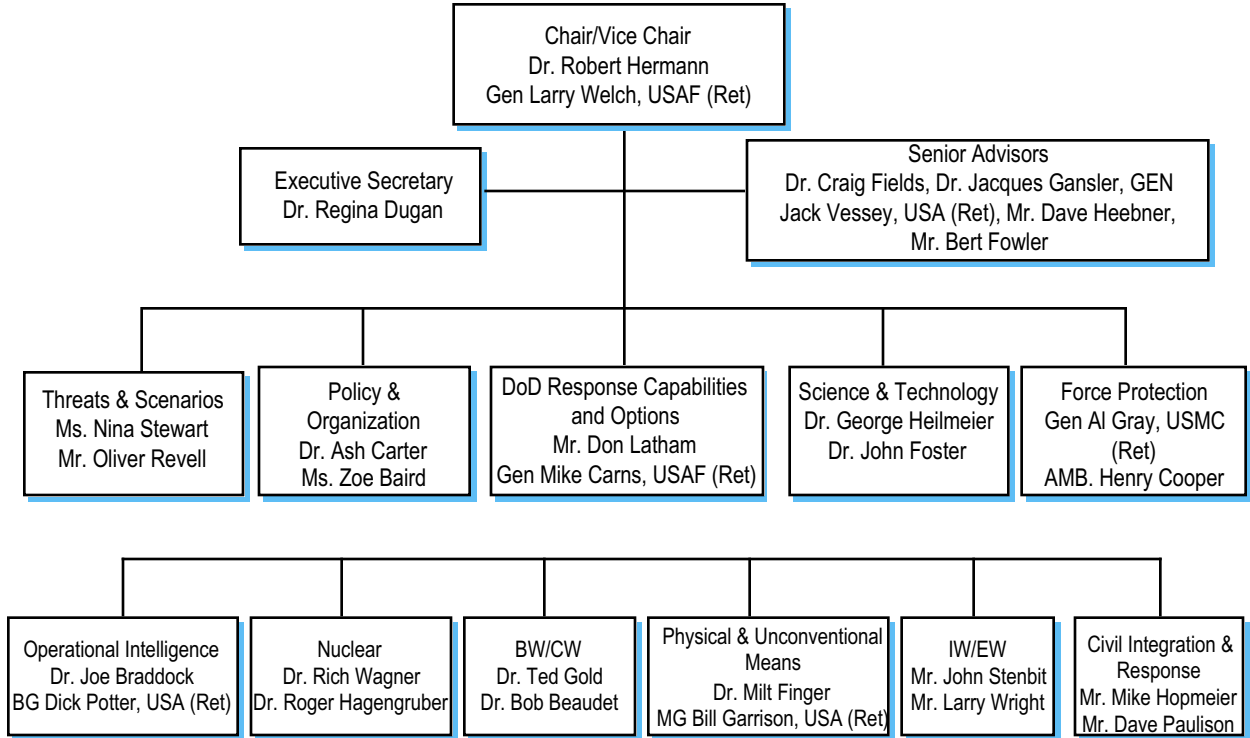 Chair/Vice Chair
Dr. Robert Hermann
Gen Larry Welch, USAF (Ret)
Executive Secretary
Dr. Regina Dugan
Senior Advisors
Dr. Craig Fields, Dr. Jacques Gansler, GEN
Jack Vessey, USA (Ret), Mr. Dave Heebner,
Mr. Bert Fowler
Threats & Scenarios
Ms. Nina Stewart
Mr. Oliver Revell
Policy &
Organization
Dr. Ash Carter
Ms. Zoe Baird
DoD Response Capabilities
and Options
Mr. Don Latham
Gen Mike Carns, USAF (Ret)
Science & Technology
Dr. George Heilmeier
Dr. John Foster
Force Protection
Gen Al Gray, USMC
(Ret)
AMB. Henry Cooper
Operational Intelligence
Dr. Joe Braddock
BG Dick Potter, USA (Ret)
Nuclear
Dr. Rich Wagner
Dr. Roger Hagengruber
BW/CW
Dr. Ted Gold
Dr. Bob Beaudet
Physical & Unconventional
Means
Dr. Milt Finger
MG Bill Garrison, USA (Ret)
IW/EW
Mr. John Stenbit
Mr. Larry Wright
Civil Integration &
Response
Mr. Mike Hopmeier
Mr. Dave Paulison